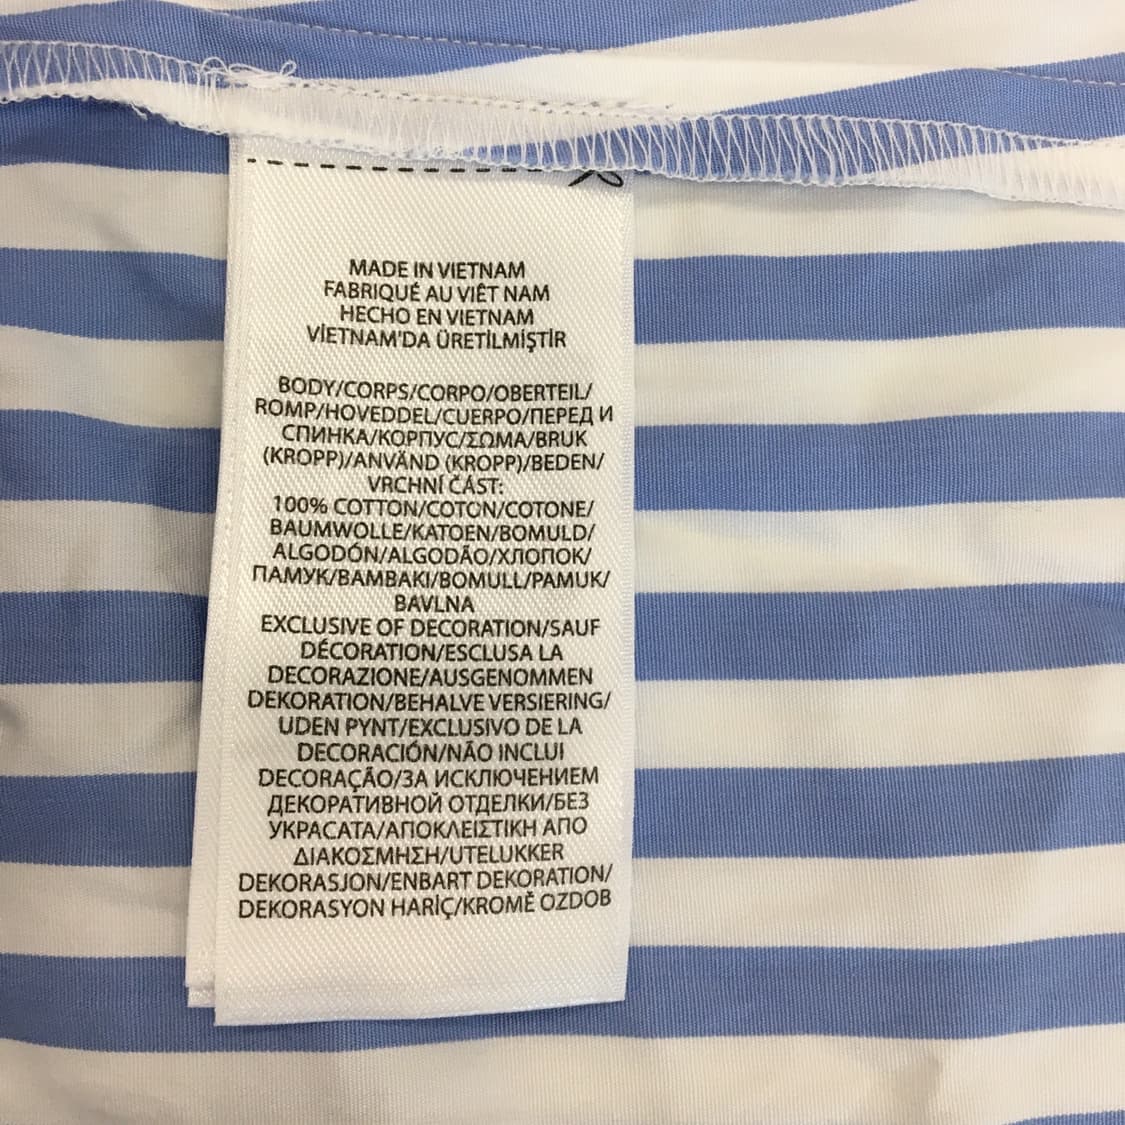 MADE IN VIETNAM
FABRIQUÉ AU VIÊT NAM
HECHO EN VIETNAM
VİETNAM'DA ÜRETİLMİŞTİR
BODY/CORPS/CORPO/OBERTEIL/
ROMP/HOVEDDEL/CUERPO/ПЕРЕД И
СПИНКА/КОРПУС/ΣΩΜΑ/BRUK
(KROPP)/ANVÄND (KROPP)/BEDEN/
VRCHNÍ ČÁST:
100% COTTON/COTON/COTONE/
BAUMWOLLE/KATOEN/BOMULD/
ALGODÓN/ALGODÃO/ХЛОПОК/
ПАМУК/ΒΑΜΒΑΚΙ/BOMULL/PAMUK/
BAVLNA
EXCLUSIVE OF DECORATION/SAUF
DÉCORATION/ESCLUSA LA
DECORAZIONE/AUSGENOMMEN
DEKORATION/BEHALVE VERSIERING/
UDEN PYNT/EXCLUSIVO DE LA
DECORACIÓN/NÃO INCLUI
DECORAÇÃO/ЗА ИСКЛЮЧЕНИЕМ
ДЕКОРАТИВНОЙ ОТДЕЛКИ/БЕЗ
УКРАСАТА/ΑΠΟΚΛΕΙΣΤΙΚΗ ΑΠΟ
ΔΙΑΚΟΣΜΗΣΗ/UTELUKKER
DEKORASJON/ENBART DEKORATION/
DEKORASYON HARİÇ/KROMĚ OZDOB